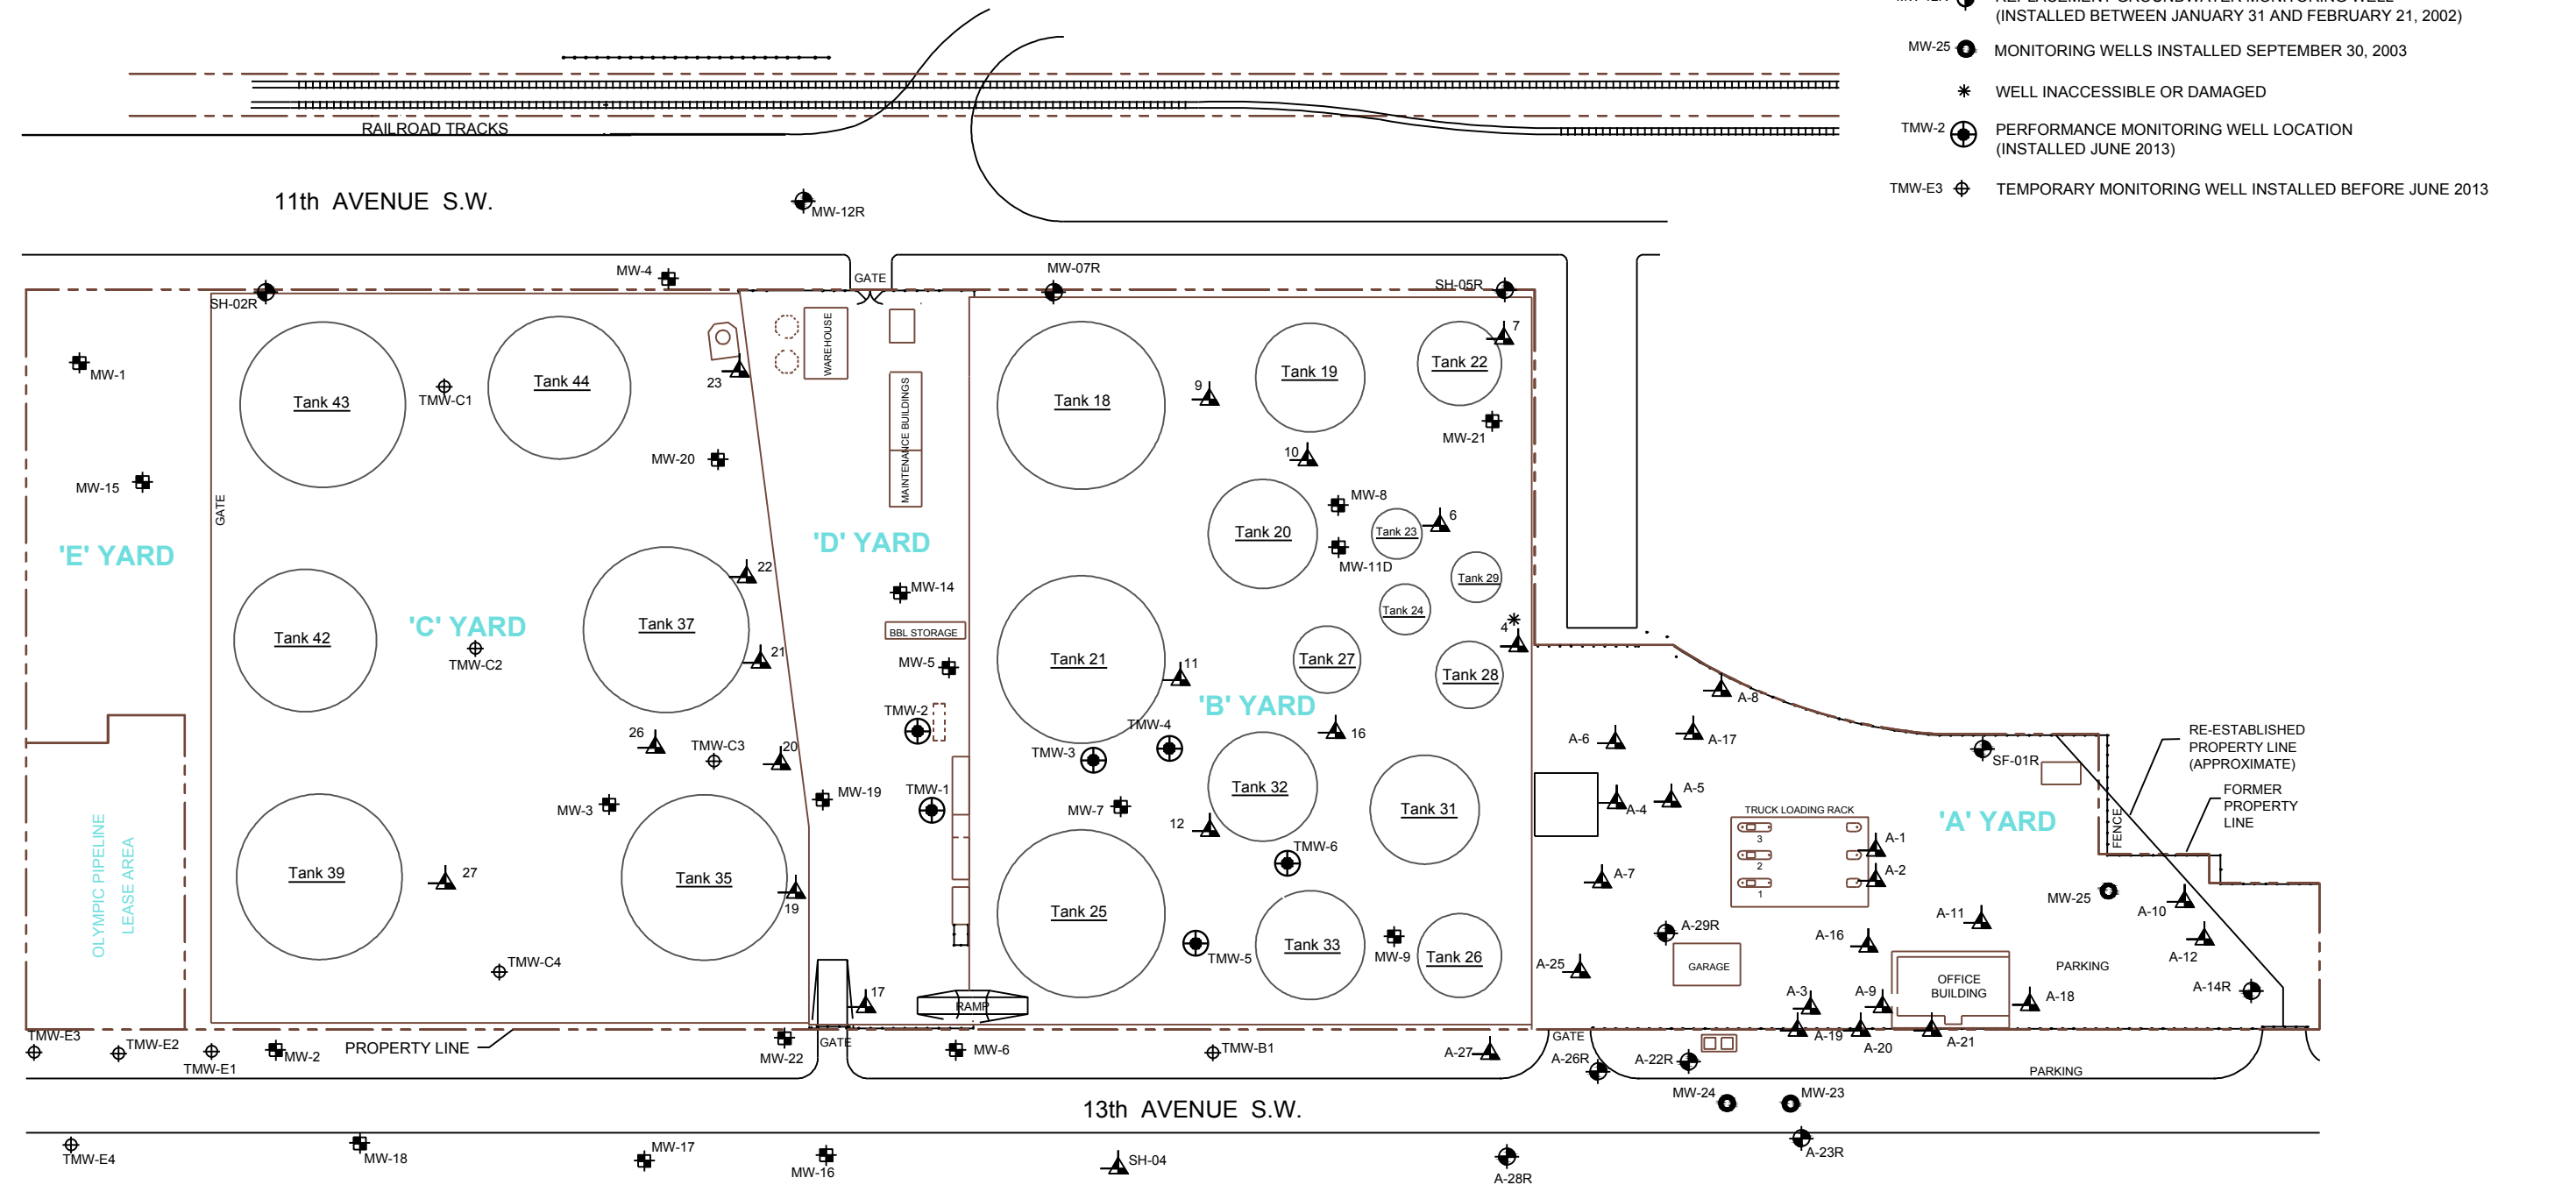 (INSTALLED BETWEEN JANUARY 31 AND FEBRUARY 21, 2002)
MW-25 MONITORING WELLS INSTALLED SEPTEMBER 30, 2003
WELL INACCESSIBLE OR DAMAGED
TMW-2 PERFORMANCE MONITORING WELL LOCATION
(INSTALLED JUNE 2013)
TMW-E3 TEMPORARY MONITORING WELL INSTALLED BEFORE JUNE 2013
RAILROAD TRACKS
11th AVENUE S.W.
MW-12R
MW-4
GATE
MW-07R
SH-02R
SH-05R
MW-1
MW-15
GATE
'E' YARD
OLYMPIC PIPELINE
LEASE AREA
Tank 43
TMW-C1
Tank 44
23
MW-20
22
Tank 42
'C' YARD
TMW-C2
Tank 37
21
26
TMW-C3
20
MW-3
Tank 39
27
Tank 35
19
TMW-C4
WAREHOUSE
MAINTENANCE BUILDINGS
'D' YARD
MW-14
BBL STORAGE
MW-5
TMW-2
MW-19
TMW-1
17
RAMP
Tank 18
9
Tank 19
Tank 22
7
MW-21
10
MW-8
Tank 20
Tank 23
6
MW-11D
Tank 29
Tank 24
4
Tank 21
11
Tank 27
Tank 28
'B' YARD
TMW-4
TMW-3
16
MW-7
Tank 32
12
Tank 31
TMW-6
Tank 25
TMW-5
Tank 33
MW-9
Tank 26
A-8
A-6
A-17
A-5
A-4
SF-01R
RE-ESTABLISHED
PROPERTY LINE
(APPROXIMATE)
FORMER
PROPERTY
LINE
TRUCK LOADING RACK
3
2
1
A-1
A-2
'A' YARD
FENCE
A-7
MW-25
A-10
A-11
A-29R
A-16
A-12
GARAGE
A-25
OFFICE
BUILDING
PARKING
A-14R
A-3
A-9
A-18
A-19
A-20
A-21
TMW-E3
TMW-E2
TMW-E1
MW-2
PROPERTY LINE
MW-22
GATE
MW-6
TMW-B1
A-27
GATE
A-26R
A-22R
PARKING
MW-24
MW-23
13th AVENUE S.W.
TMW-E4
MW-18
MW-17
MW-16
SH-04
A-28R
A-23R